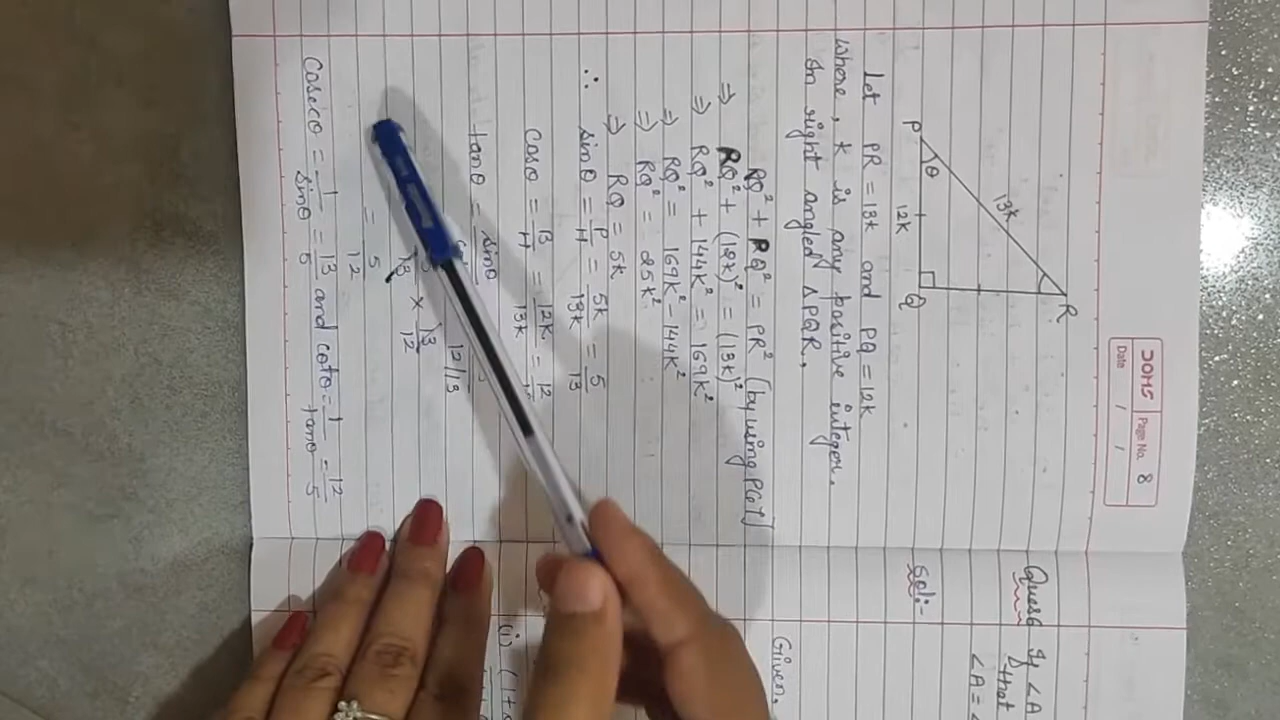 DOMS
Page No. 8
Date / /
R
13k
P
θ
12k
Q
Let PR = 13k and PQ = 12k
where, k is any positive integer.
In right angled △ PQR,
RQ² + PQ² = PR² (by using PGT)
⇒ RQ² + (12k)² = (13k)²
⇒ RQ² + 144k² = 169k²
⇒ RQ² = 169k² - 144k²
⇒ RQ² = 25k²
⇒ RQ = 5k
∴ sinθ = P/H = 5k/13k = 5/13
cosθ = B/H = 12k/13k = 12
tanθ = sinθ
12/13
× 13/12
= 5/12
Cosecθ = 1/sinθ = 13/5 and cotθ = 1/tanθ = 12/5
Ques6 If ∠A
that
∠A = ∠
Sol:-
Given,
(i) (1+